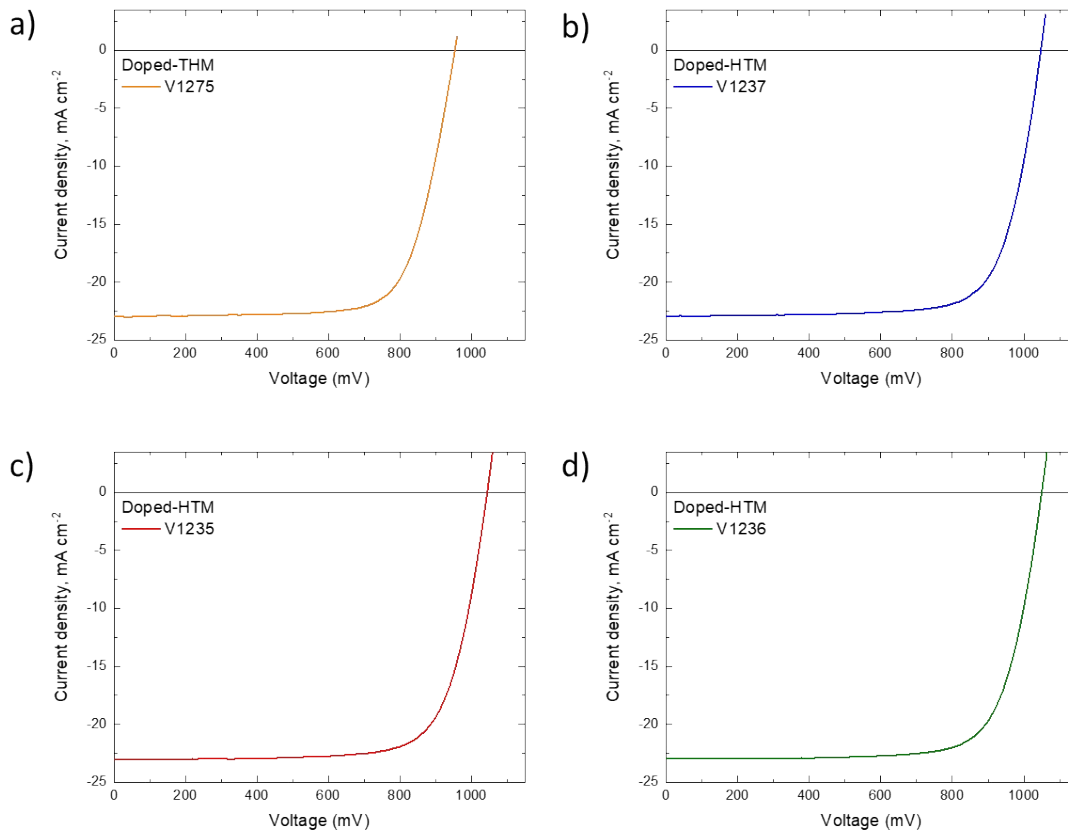 a)
0
-5
-10
-15
-20
-25
Current density, mA cm-2
Doped-THM
V1275
0 200 400 600 800 1000
Voltage (mV)
b)
0
-5
-10
-15
-20
-25
Current density, mA cm-2
Doped-HTM
V1237
0 200 400 600 800 1000
Voltage (mV)
c)
0
-5
-10
-15
-20
-25
Current density, mA cm-2
Doped-HTM
V1235
0 200 400 600 800 1000
Voltage (mV)
d)
0
-5
-10
-15
-20
-25
Current density, mA cm-2
Doped-HTM
V1236
0 200 400 600 800 1000
Voltage (mV)